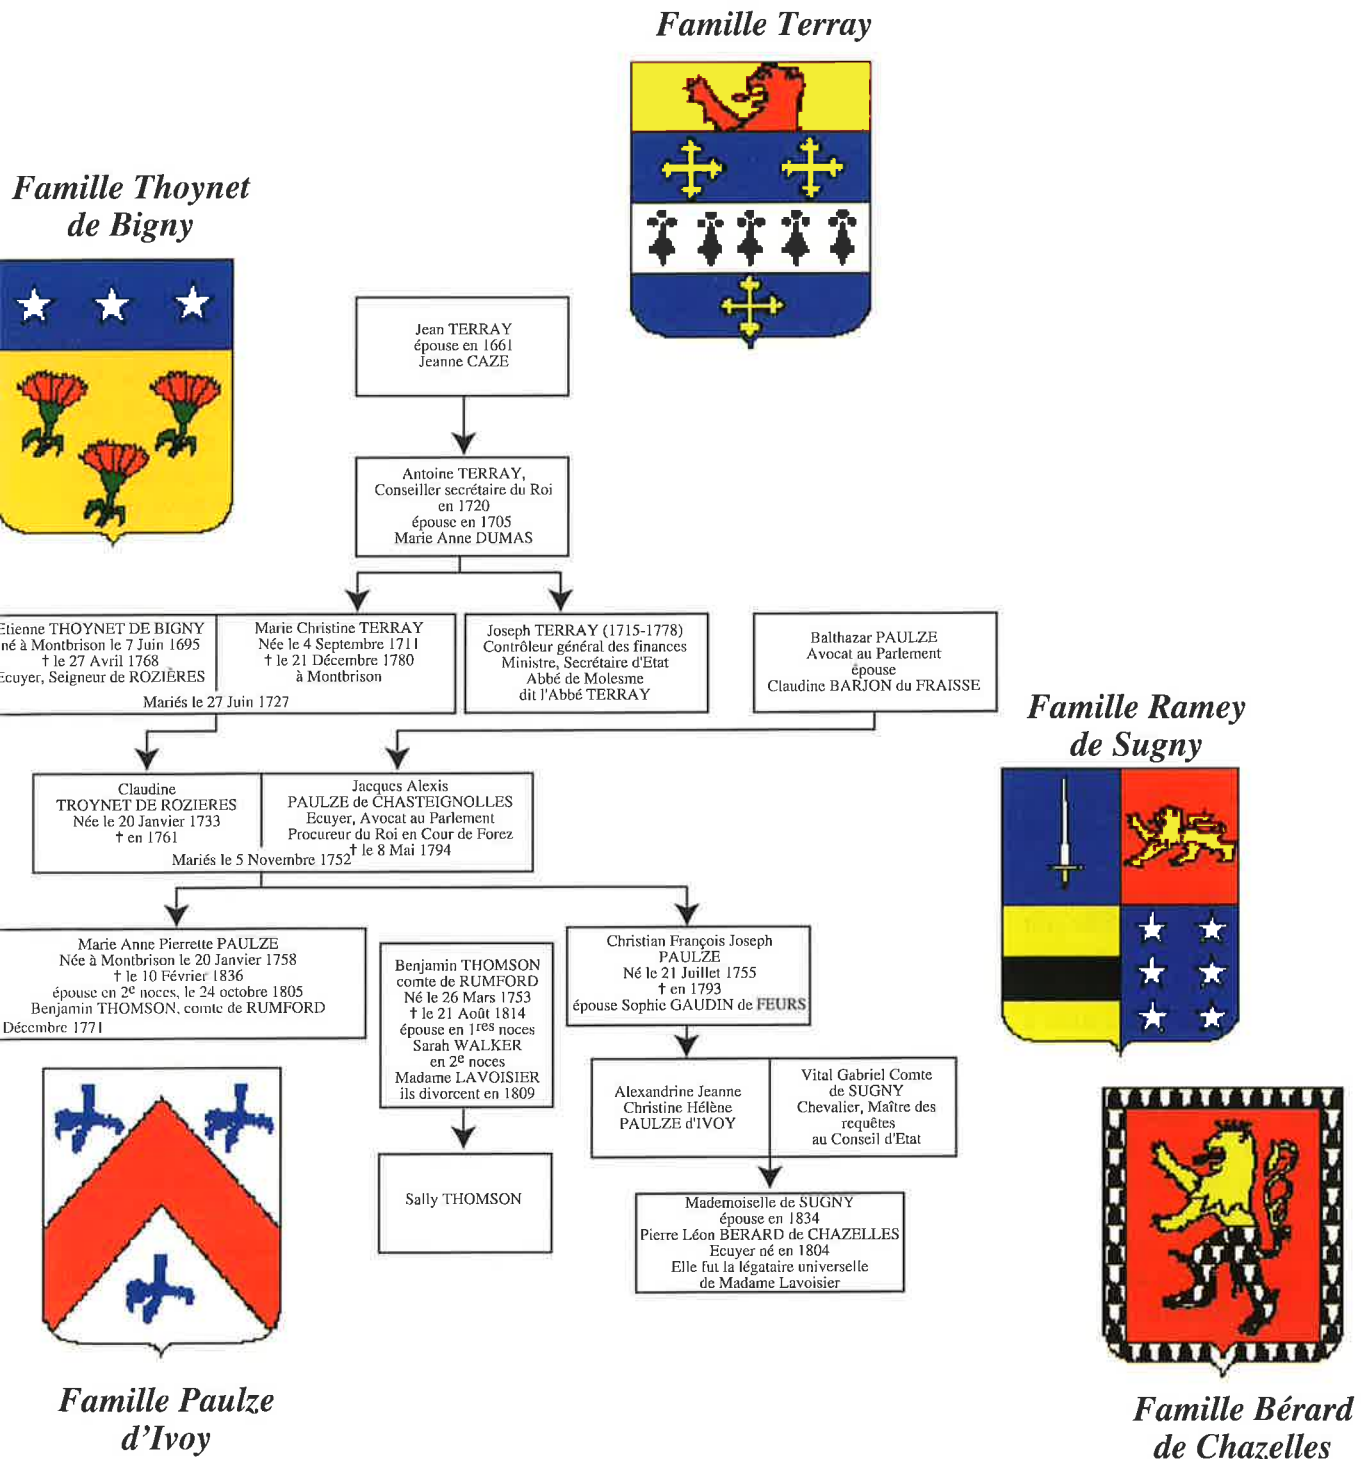 Famille Terray
Famille Thoynet
de Bigny
Jean TERRAY
épouse en 1661
Jeanne CAZE
Antoine TERRAY,
Conseiller secrétaire du Roi
en 1720
épouse en 1705
Marie Anne DUMAS
Etienne THOYNET DE BIGNY
né à Montbrison le 7 Juin 1695
† le 27 Avril 1768
Ecuyer, Seigneur de ROZIÈRES
Marie Christine TERRAY
Née le 4 Septembre 1711
† le 21 Décembre 1780
à Montbrison
Mariés le 27 Juin 1727
Joseph TERRAY (1715-1778)
Contrôleur général des finances
Ministre, Secrétaire d'Etat
Abbé de Molesme
dit l'Abbé TERRAY
Balthazar PAULZE
Avocat au Parlement
épouse
Claudine BARJON du FRAISSE
Famille Ramey
de Sugny
Claudine
TROYNET DE ROZIERES
Née le 20 Janvier 1733
† en 1761
Jacques Alexis
PAULZE de CHASTEIGNOLLES
Ecuyer, Avocat au Parlement
Procureur du Roi en Cour de Forez
† le 8 Mai 1794
Mariés le 5 Novembre 1752
Marie Anne Pierrette PAULZE
Née à Montbrison le 20 Janvier 1758
† le 10 Février 1836
épouse en 2e noces, le 24 octobre 1805
Benjamin THOMSON, comte de RUMFORD
Décembre 1771
Benjamin THOMSON
comte de RUMFORD
Né le 26 Mars 1753
† le 21 Août 1814
épouse en 1res noces
Sarah WALKER
en 2e noces
Madame LAVOISIER
ils divorcent en 1809
Christian François Joseph
PAULZE
Né le 21 Juillet 1755
† en 1793
épouse Sophie GAUDIN de FEURS
Alexandrine Jeanne
Christine Hélène
PAULZE d'IVOY
Vital Gabriel Comte
de SUGNY
Chevalier, Maître des
requêtes
au Conseil d'Etat
Sally THOMSON
Mademoiselle de SUGNY
épouse en 1834
Pierre Léon BERARD de CHAZELLES
Ecuyer né en 1804
Elle fut la légataire universelle
de Madame Lavoisier
Famille Paulze
d'Ivoy
Famille Bérard
de Chazelles